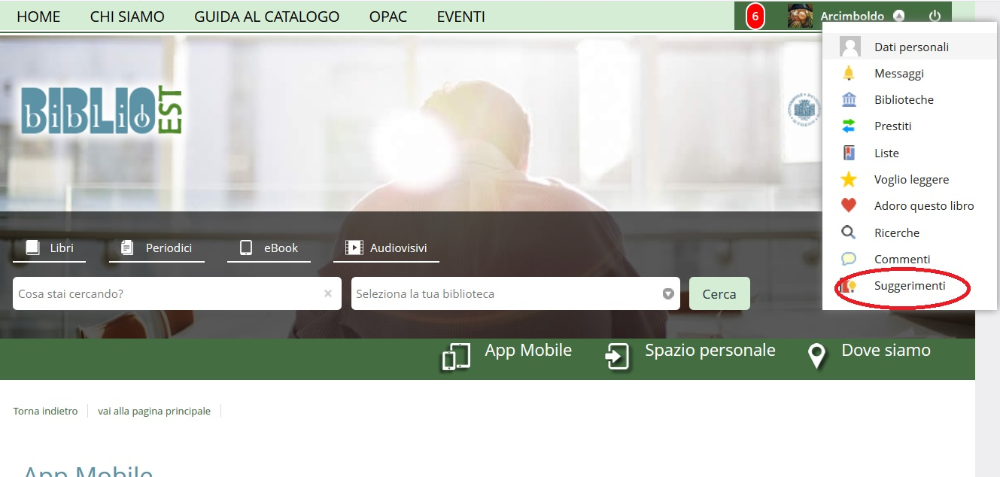 HOME CHI SIAMO GUIDA AL CATALOGO OPAC EVENTI
6 Arcimboldo
Dati personali
Messaggi
Biblioteche
Prestiti
Liste
Voglio leggere
Adoro questo libro
Ricerche
Commenti
Suggerimenti
BIBLIOEST
Libri Periodici eBook Audiovisivi
Cosa stai cercando? × Seleziona la tua biblioteca Cerca
App Mobile Spazio personale Dove siamo
Torna indietro vai alla pagina principale
App Mobile